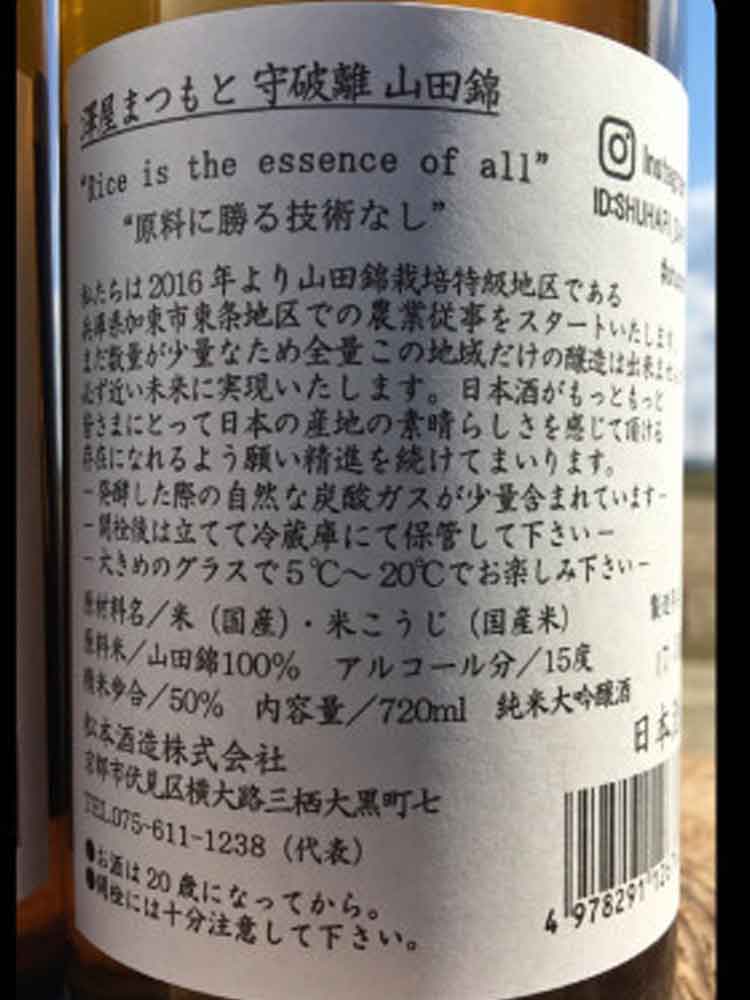 澤屋まつもと 守破離 山田錦
"Rice is the essence of all"
"原料に勝る技術なし"
ID:SHUHARI
私たちは2016年より山田錦栽培特級地区である
兵庫県加東市東条地区での農業従事をスタートいたします。
まだ数量が少量なため全量この地域だけの醸造は出来ませ
必ず近い未来に実現いたします。日本酒がもっともっと
皆さまにとって日本の産地の素晴らしさを感じて頂ける
存在になれるよう願い精進を続けてまいります。
-発酵した際の自然な炭酸ガスが少量含まれています-
-開栓後は立てて冷蔵庫にて保管して下さい-
-大きめのグラスで5℃〜20℃でお楽しみ下さい-
原材料名/米（国産）・米こうじ（国産米）
製造年
原料米/山田錦100% アルコール分/15度
17
精米歩合/50% 内容量/720ml 純米大吟醸酒
日本
松本酒造株式会社
京都市伏見区横大路三栖大黒町七
TEL.075-611-1238（代表）
●お酒は20歳になってから。
●開栓には十分注意して下さい。
4 978291